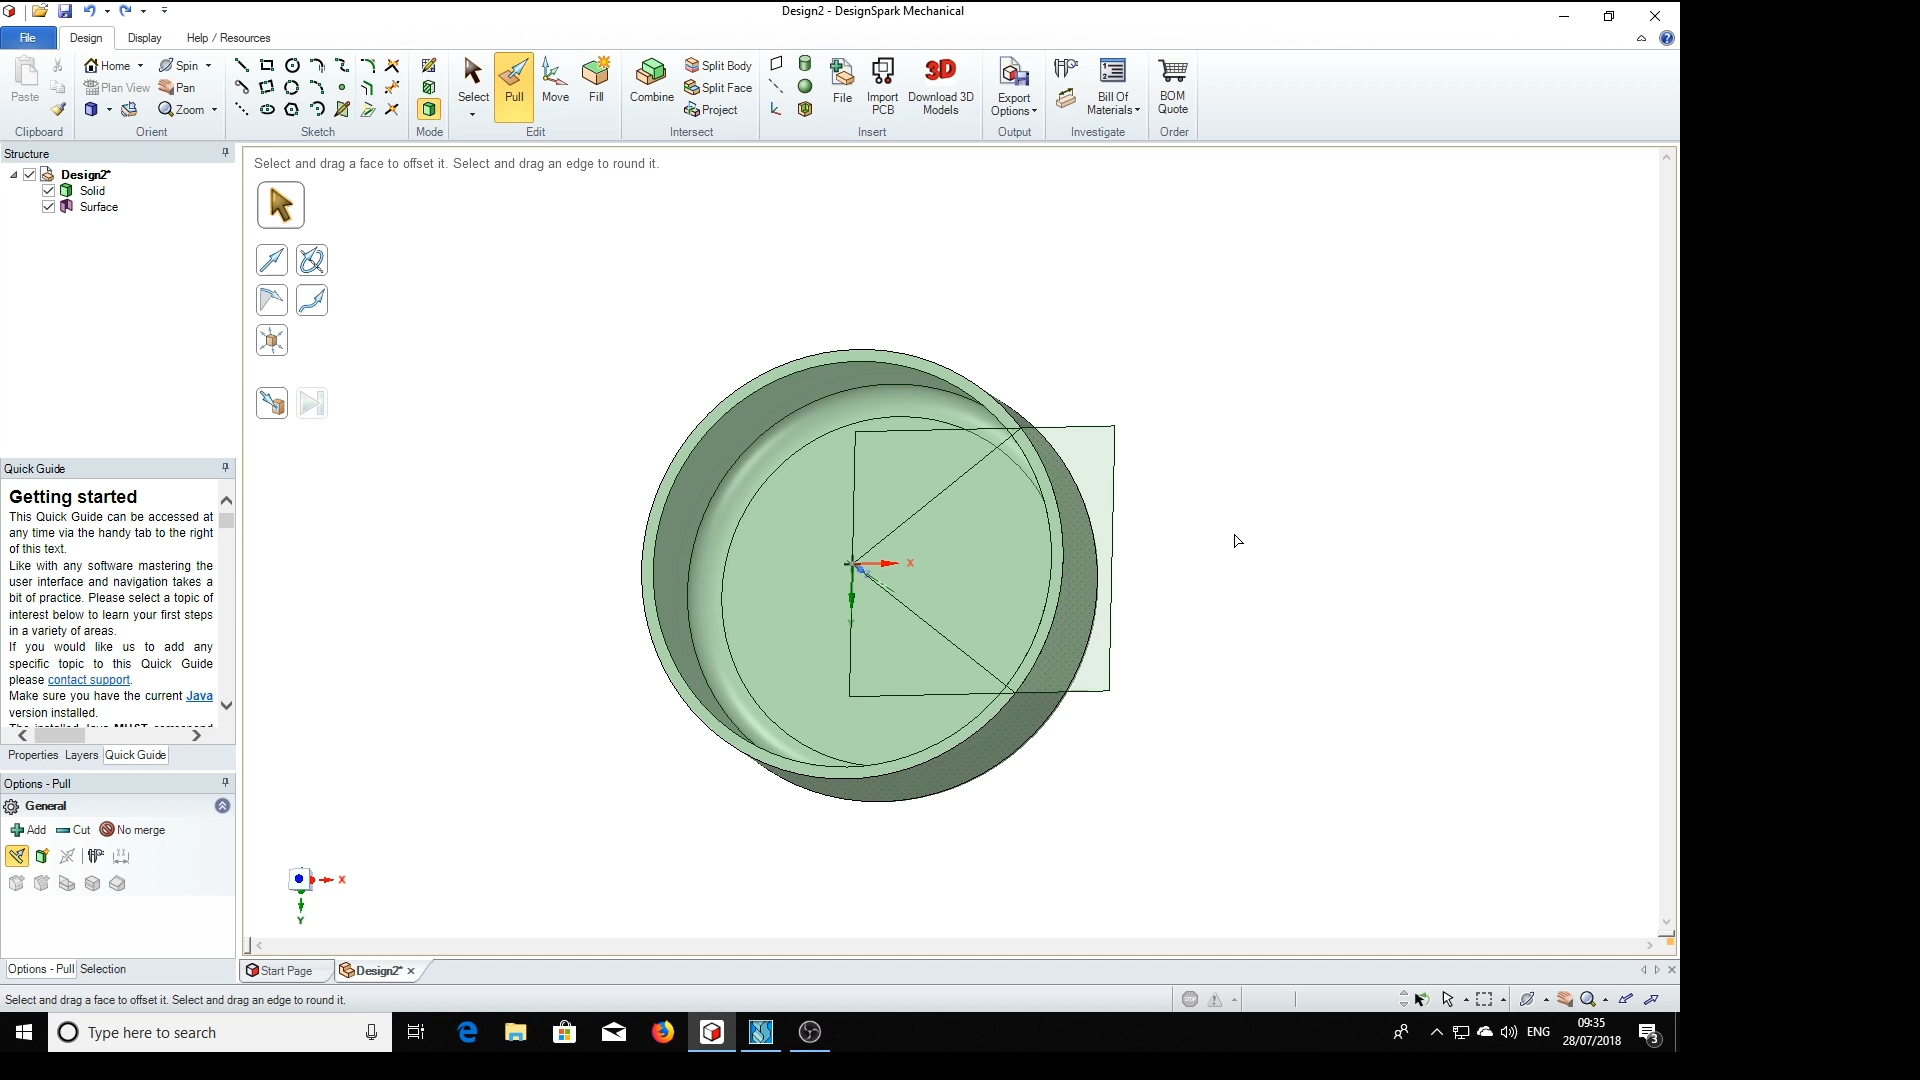 Design2 - DesignSpark Mechanical
File Design Display Help / Resources
Paste
Home
Plan View
Spin
Pan
Zoom
Select
Pull
Move
Fill
Combine
Split Body
Split Face
Project
File
Import PCB
Download 3D Models
3D
Export Options
Bill Of Materials
BOM Quote
Clipboard Orient Sketch Mode Edit Intersect Insert Output Investigate Order
Structure
Design2*
Solid
Surface
Select and drag a face to offset it. Select and drag an edge to round it.
Quick Guide
Getting started
This Quick Guide can be accessed at
any time via the handy tab to the right
of this text.
Like with any software mastering the
user interface and navigation takes a
bit of practice. Please select a topic of
interest below to learn your first steps
in a variety of areas.
If you would like us to add any
specific topic to this Quick Guide
please contact support.
Make sure you have the current Java
version installed.
Properties Layers Quick Guide
Options - Pull
General
Add Cut No merge
X
X
Y
Options - Pull Selection
Start Page Design2*
Select and drag a face to offset it. Select and drag an edge to round it.
Type here to search
ENG
09:35
28/07/2018
3